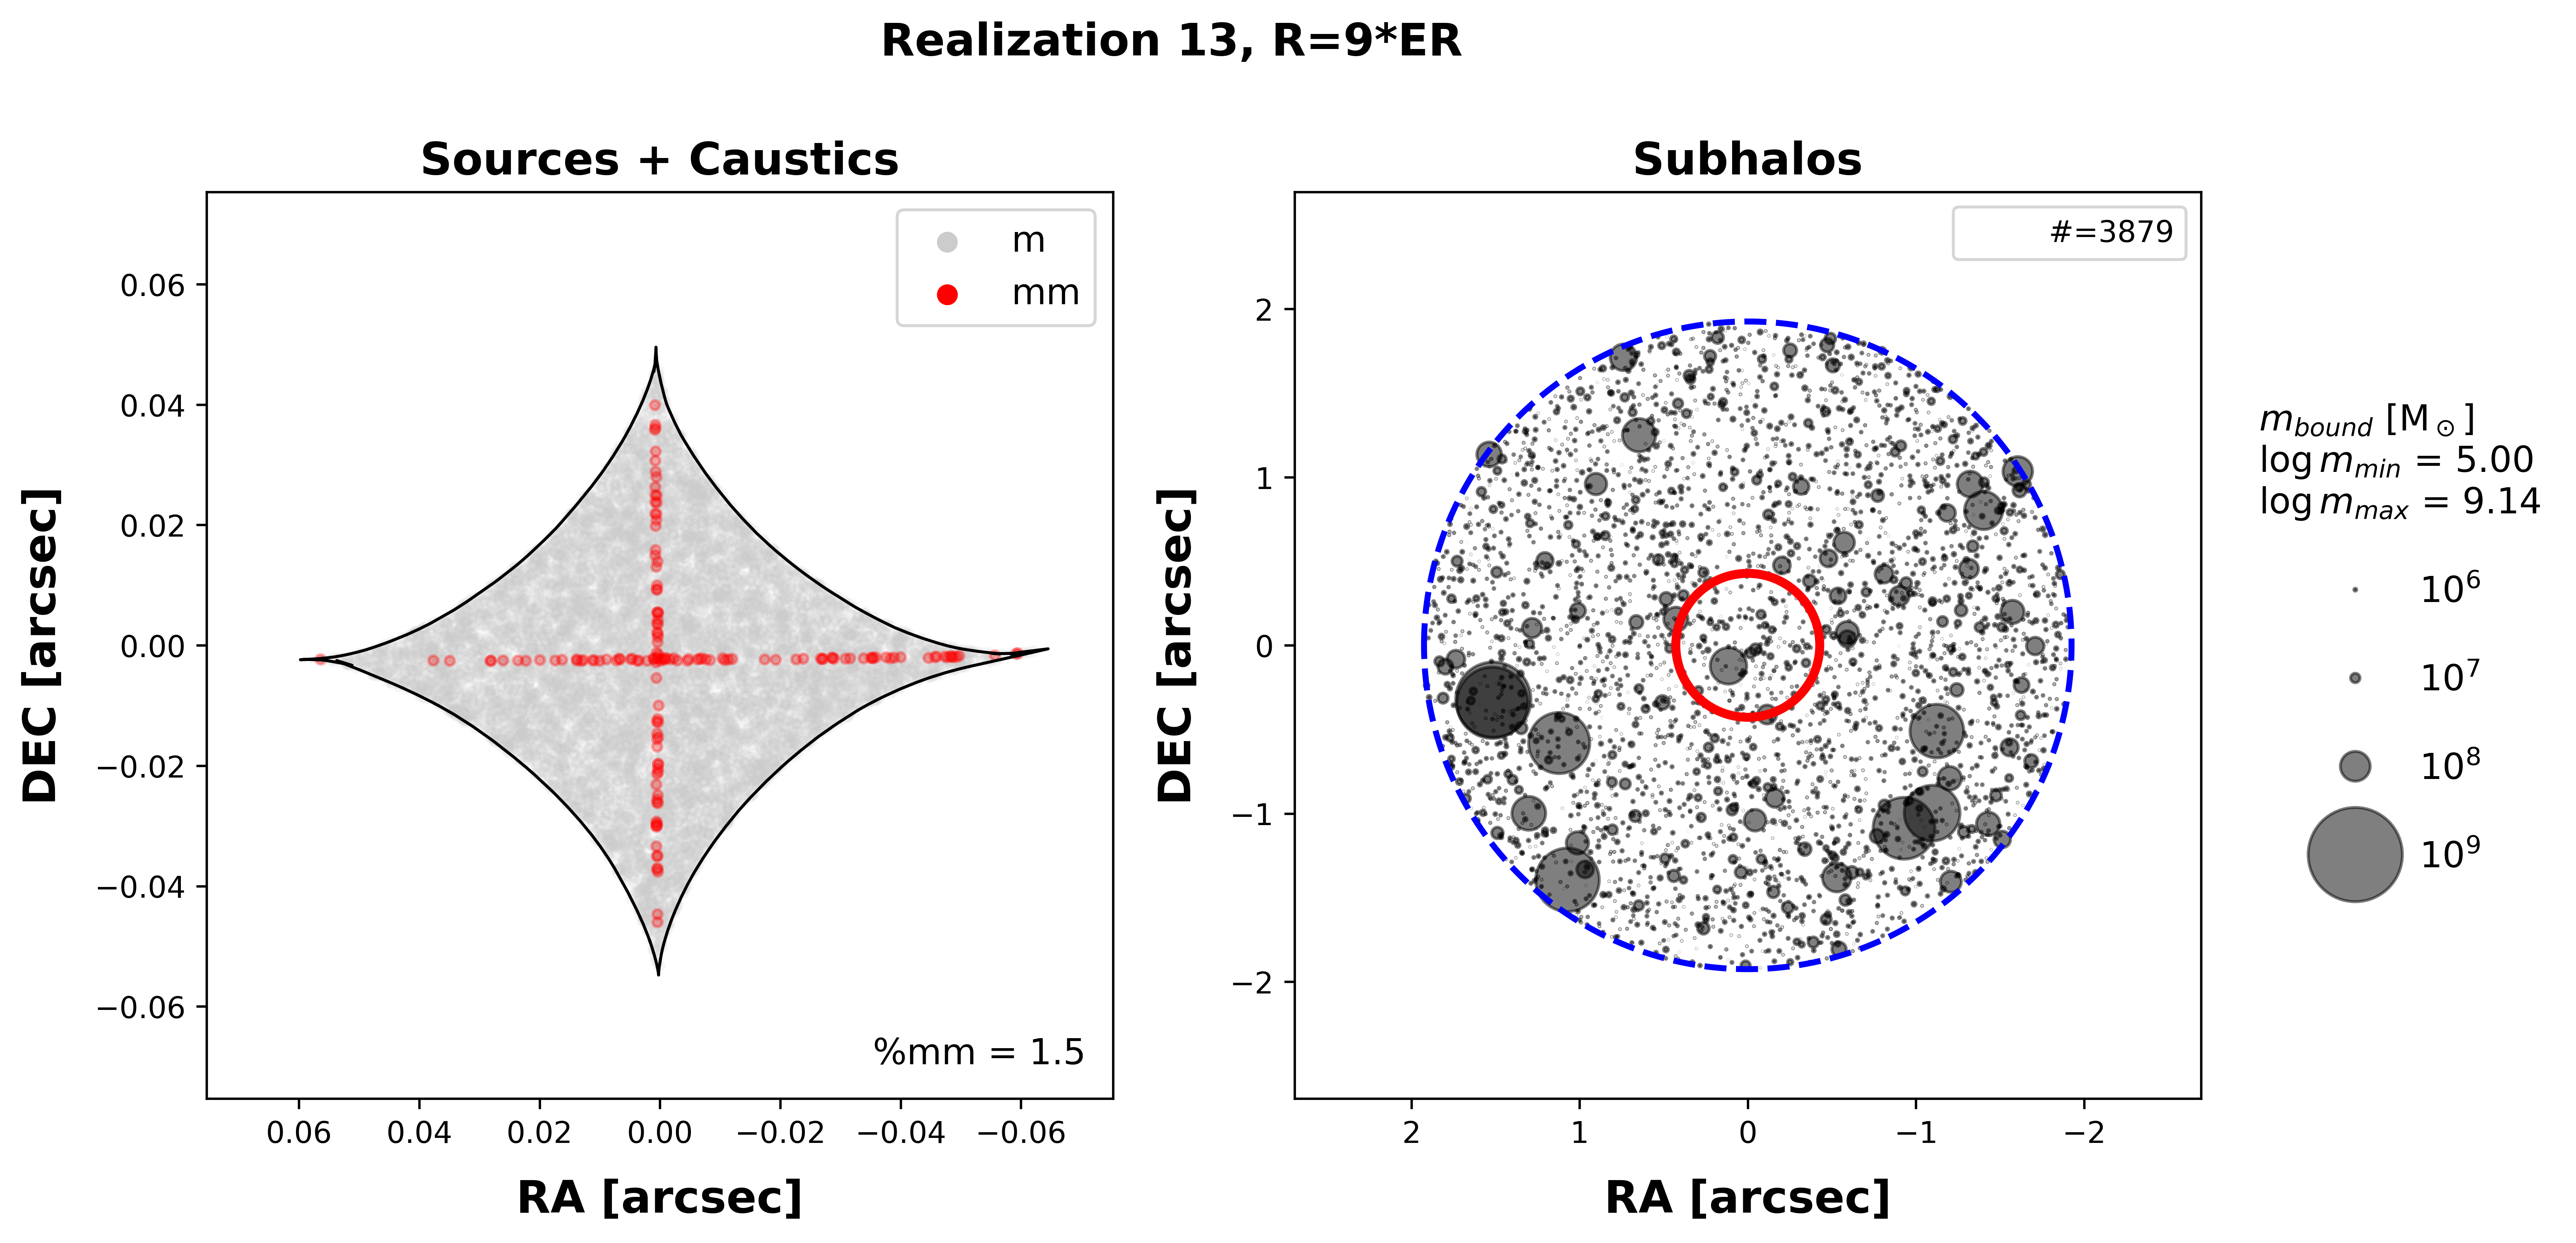 Realization 13, R=9*ER
Sources + Caustics
m
mm
0.06
0.04
0.02
0.00
−0.02
−0.04
−0.06
DEC [arcsec]
%mm = 1.5
0.06
0.04
0.02
0.00
−0.02
−0.04
−0.06
RA [arcsec]
Subhalos
#=3879
2
1
0
−1
−2
DEC [arcsec]
2
1
0
−1
−2
RA [arcsec]
m_bound [M_⊙]
log m_min = 5.00
log m_max = 9.14
10^6
10^7
10^8
10^9